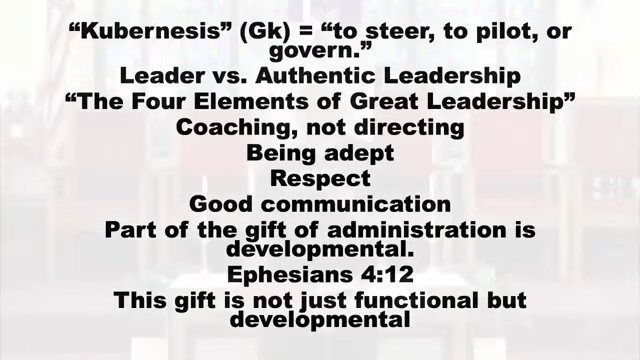 “Kubernesis” (Gk) = “to steer, to pilot, or
govern.”
Leader vs. Authentic Leadership
“The Four Elements of Great Leadership”
Coaching, not directing
Being adept
Respect
Good communication
Part of the gift of administration is
developmental.
Ephesians 4:12
This gift is not just functional but
developmental